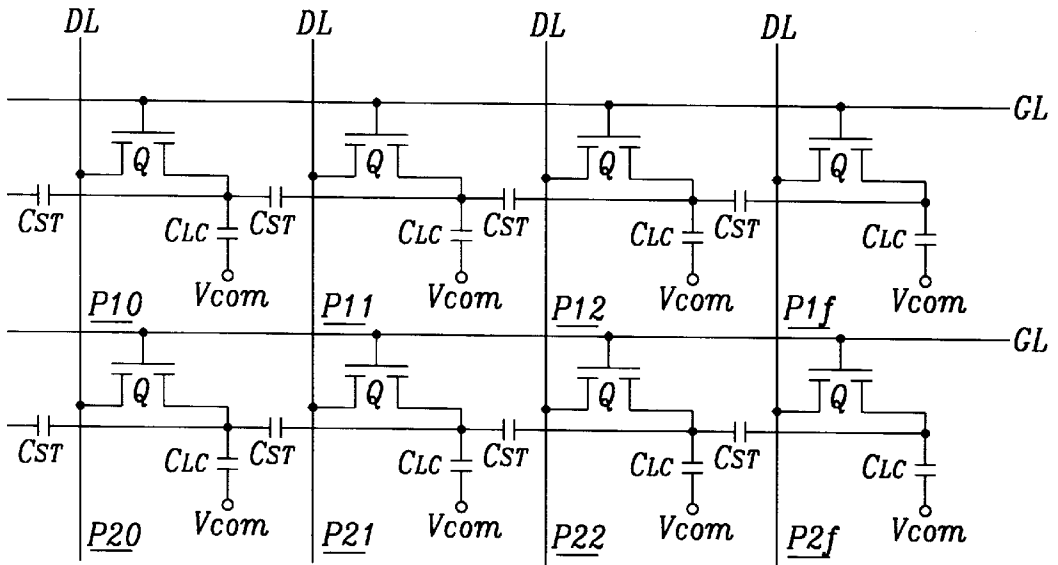 DL DL DL DL
GL
Q Q Q Q
CST CLC CST CLC CST CLC CST CLC
Vcom Vcom Vcom Vcom
P10 P11 P12 P1f
GL
Q Q Q Q
CST CLC CST CLC CST CLC CST CLC
Vcom Vcom Vcom Vcom
P20 P21 P22 P2f